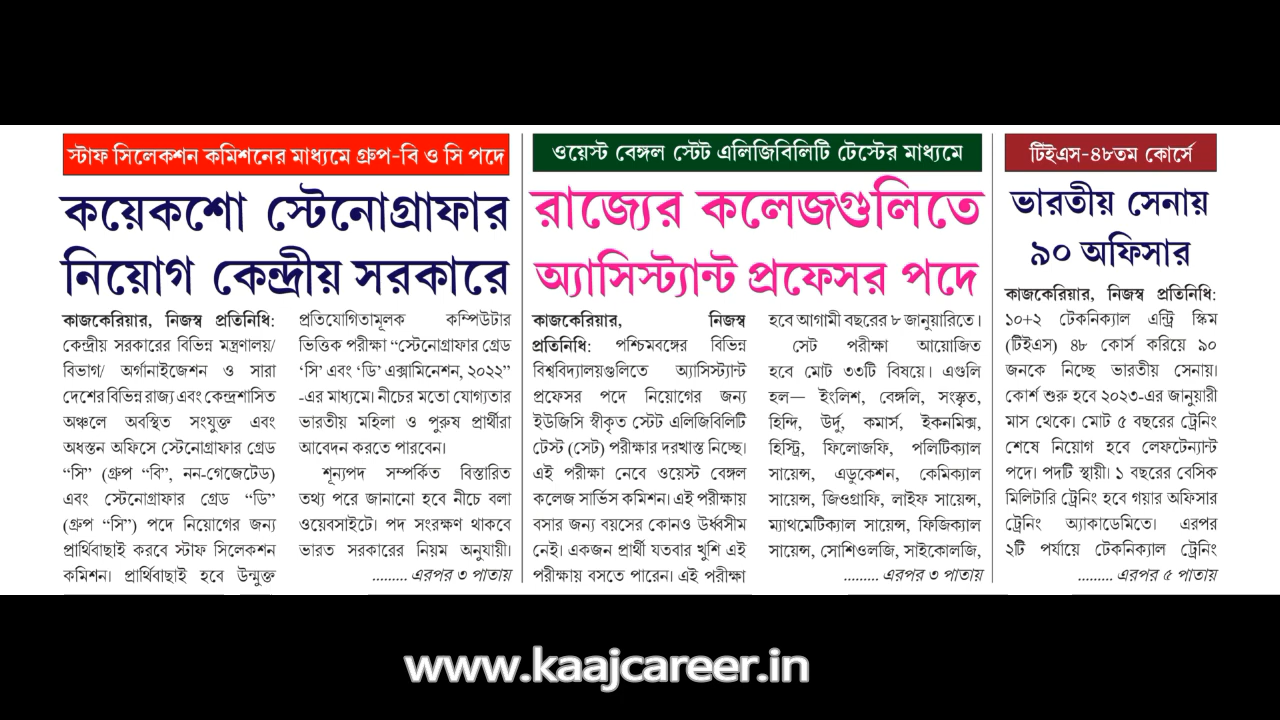 স্টাফ সিলেকশন কমিশনের মাধ্যমে গ্রুপ-বি ও সি পদে
কয়েকশো স্টেনোগ্রাফার
নিয়োগ কেন্দ্রীয় সরকারে
কাজকেরিয়ার, নিজস্ব প্রতিনিধি:
কেন্দ্রীয় সরকারের বিভিন্ন মন্ত্রণালয়/
বিভাগ/ অর্গানাইজেশন ও সারা
দেশের বিভিন্ন রাজ্য এবং কেন্দ্রশাসিত
অঞ্চলে অবস্থিত সংযুক্ত এবং
অধস্তন অফিসে স্টেনোগ্রাফার গ্রেড
“সি” (গ্রুপ “বি”, নন-গেজেটেড)
এবং স্টেনোগ্রাফার গ্রেড “ডি”
(গ্রুপ “সি”) পদে নিয়োগের জন্য
প্রার্থিবাছাই করবে স্টাফ সিলেকশন
কমিশন। প্রার্থিবাছাই হবে উন্মুক্ত
প্রতিযোগিতামূলক কম্পিউটার
ভিত্তিক পরীক্ষা “স্টেনোগ্রাফার গ্রেড
‘সি’ এবং ‘ডি’ এক্সামিনেশন, ২০২২”
-এর মাধ্যমে। নীচের মতো যোগ্যতার
ভারতীয় মহিলা ও পুরুষ প্রার্থীরা
আবেদন করতে পারবেন।
শূন্যপদ সম্পর্কিত বিস্তারিত
তথ্য পরে জানানো হবে নীচে বলা
ওয়েবসাইটে। পদ সংরক্ষণ থাকবে
ভারত সরকারের নিয়ম অনুযায়ী।
......... এরপর ৩ পাতায়
ওয়েস্ট বেঙ্গল স্টেট এলিজিবিলিটি টেস্টের মাধ্যমে
রাজ্যের কলেজগুলিতে
অ্যাসিস্ট্যান্ট প্রফেসর পদে
কাজকেরিয়ার, নিজস্ব
প্রতিনিধি: পশ্চিমবঙ্গের বিভিন্ন
বিশ্ববিদ্যালয়গুলিতে অ্যাসিস্ট্যান্ট
প্রফেসর পদে নিয়োগের জন্য
ইউজিসি স্বীকৃত স্টেট এলিজিবিলিটি
টেস্ট (সেট) পরীক্ষার দরখাস্ত নিচ্ছে।
এই পরীক্ষা নেবে ওয়েস্ট বেঙ্গল
কলেজ সার্ভিস কমিশন। এই পরীক্ষায়
বসার জন্য বয়সের কোনও উর্ধ্বসীম
নেই। একজন প্রার্থী যতবার খুশি এই
পরীক্ষায় বসতে পারেন। এই পরীক্ষা
হবে আগামী বছরের ৮ জানুয়ারিতে।
সেট পরীক্ষা আয়োজিত
হবে মোট ৩৩টি বিষয়ে। এগুলি
হল— ইংলিশ, বেঙ্গলি, সংস্কৃত,
হিন্দি, উর্দু, কমার্স, ইকনমিক্স,
হিস্ট্রি, ফিলোজফি, পলিটিক্যাল
সায়েন্স, এডুকেশন, কেমিক্যাল
সায়েন্স, জিওগ্রাফি, লাইফ সায়েন্স,
ম্যাথমেটিক্যাল সায়েন্স, ফিজিক্যাল
সায়েন্স, সোশিওলজি, সাইকোলজি,
......... এরপর ৩ পাতায়
টিইএস-৪৮তম কোর্সে
ভারতীয় সেনায়
৯০ অফিসার
কাজকেরিয়ার, নিজস্ব প্রতিনিধি:
১০+২ টেকনিক্যাল এন্ট্রি স্কিম
(টিইএস) ৪৮ কোর্স করিয়ে ৯০
জনকে নিচ্ছে ভারতীয় সেনায়।
কোর্শ শুরু হবে ২০২৩-এর জানুয়ারী
মাস থেকে। মোট ৫ বছরের ট্রেনিং
শেষে নিয়োগ হবে লেফটেন্যান্ট
পদে। পদটি স্থায়ী। ১ বছরের বেসিক
মিলিটারি ট্রেনিং হবে গয়ার অফিসার
ট্রেনিং অ্যাকাডেমিতে। এরপর
২টি পর্যায়ে টেকনিক্যাল ট্রেনিং
......... এরপর ৫ পাতায়
www.kaajcareer.in